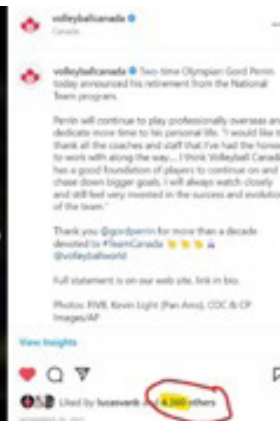 volleyballcanada
Canada
volleyballcanada Two-time Olympian Gord Perrin
today announced his retirement from the National
Team program.
Perrin will continue to play professionally overseas and
dedicate more time to his personal life. "I would like to
thank all the coaches and staff that I've had the honour
to work with along the way... I think Volleyball Canada
has a good foundation of players to continue on and
chase down bigger goals. I will always watch closely
and still feel very invested in the success and evolution
of the team."
Thank you @gordperrin for more than a decade
devoted to #TeamCanada
@volleyballworld
Full statement is on our web site, link in bio.
Photos: FIVB, Kevin Light (Pan Ams), COC & CP
Images/AP
View Insights
Liked by lucasvanb and 4,360 others